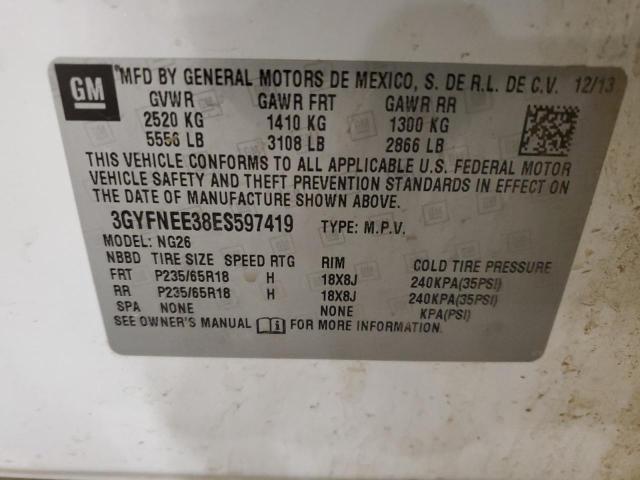 GM
MFD BY GENERAL MOTORS DE MEXICO, S. DE R.L. DE C.V. 12/13
GVWR GAWR FRT GAWR RR
2520 KG 1410 KG 1300 KG
5556 LB 3108 LB 2866 LB
THIS VEHICLE CONFORMS TO ALL APPLICABLE U.S. FEDERAL MOTOR
VEHICLE SAFETY AND THEFT PREVENTION STANDARDS IN EFFECT ON
THE DATE OF MANUFACTURE SHOWN ABOVE.
3GYFNEE38ES597419 TYPE: M.P.V.
MODEL: NG26
NBBD TIRE SIZE SPEED RTG RIM COLD TIRE PRESSURE
FRT P235/65R18 H 18X8J 240KPA(35PSI)
RR P235/65R18 H 18X8J 240KPA(35PSI)
SPA NONE NONE KPA(PSI)
SEE OWNER'S MANUAL FOR MORE INFORMATION.